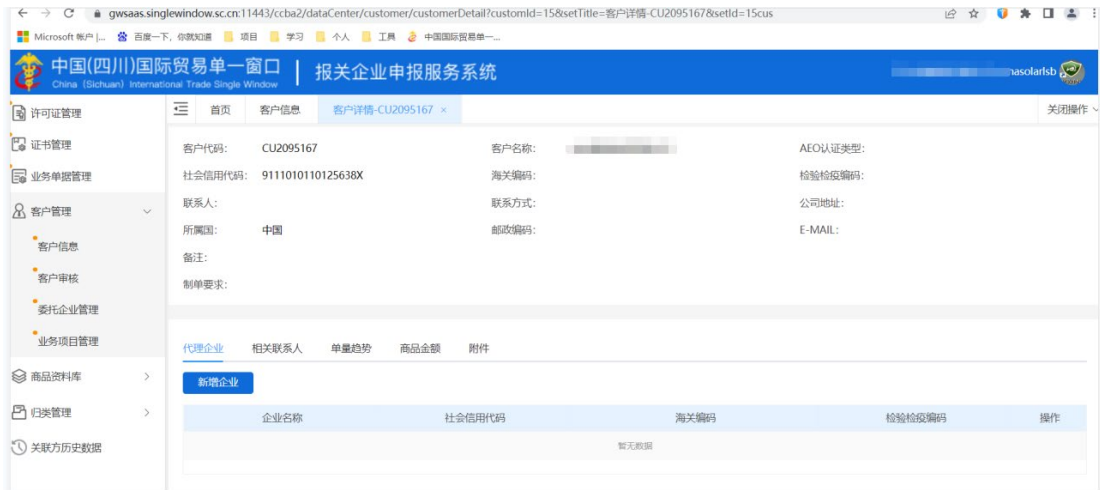 gwsaas.singlewindow.sc.cn:11443/ccba2/dataCenter/customer/customerDetail?customId=15&setTitle=客户详情-CU2095167&setId=15cus
Microsoft 帐户 |... 百度一下，你就知道 项目 学习 个人 工具 中国国际贸易单一...
中国(四川)国际贸易单一窗口 | 报关企业申报服务系统
China (Sichuan) International Trade Single Window
nasolarlsb
许可证管理
证书管理
业务单据管理
客户管理
客户信息
客户审核
委托企业管理
业务项目管理
商品资料库
归类管理
关联方历史数据
首页 客户信息 客户详情-CU2095167 × 关闭操作
客户代码: CU2095167 客户名称: AEO认证类型:
社会信用代码: 9111010110125638X 海关编码: 检验检疫编码:
联系人: 联系方式: 公司地址:
所属国: 中国 邮政编码: E-MAIL:
备注:
制单要求:
代理企业 相关联系人 单量趋势 商品金额 附件
新增企业
企业名称 社会信用代码 海关编码 检验检疫编码 操作
暂无数据